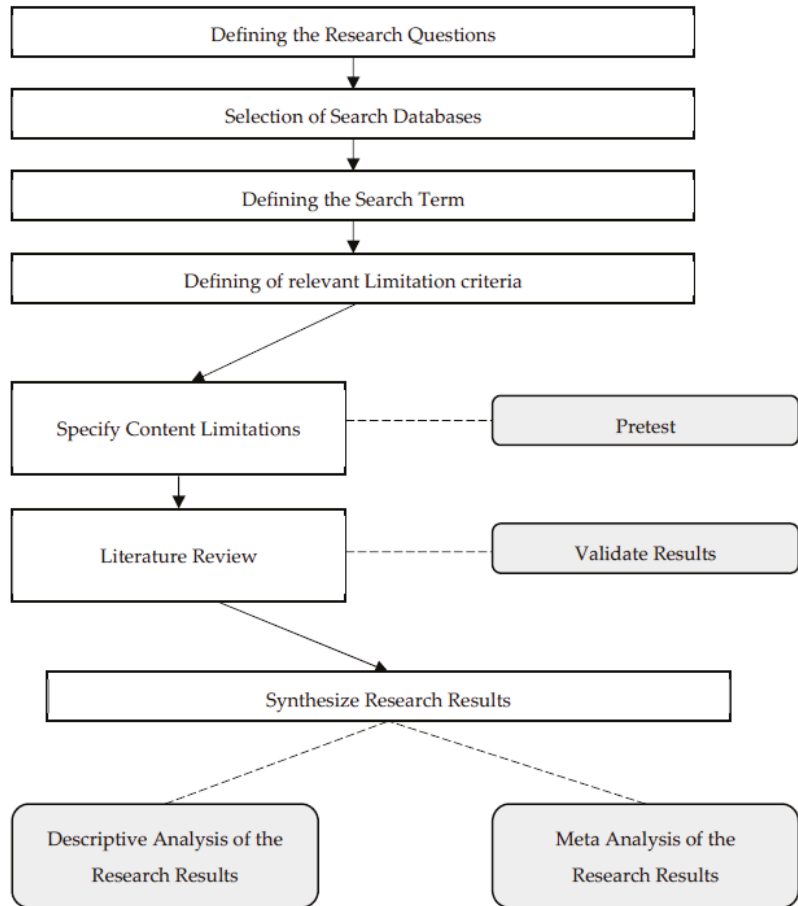 Defining the Research Questions
Selection of Search Databases
Defining the Search Term
Defining of relevant Limitation criteria
Specify Content Limitations
Pretest
Literature Review
Validate Results
Synthesize Research Results
Descriptive Analysis of the
Research Results
Meta Analysis of the
Research Results